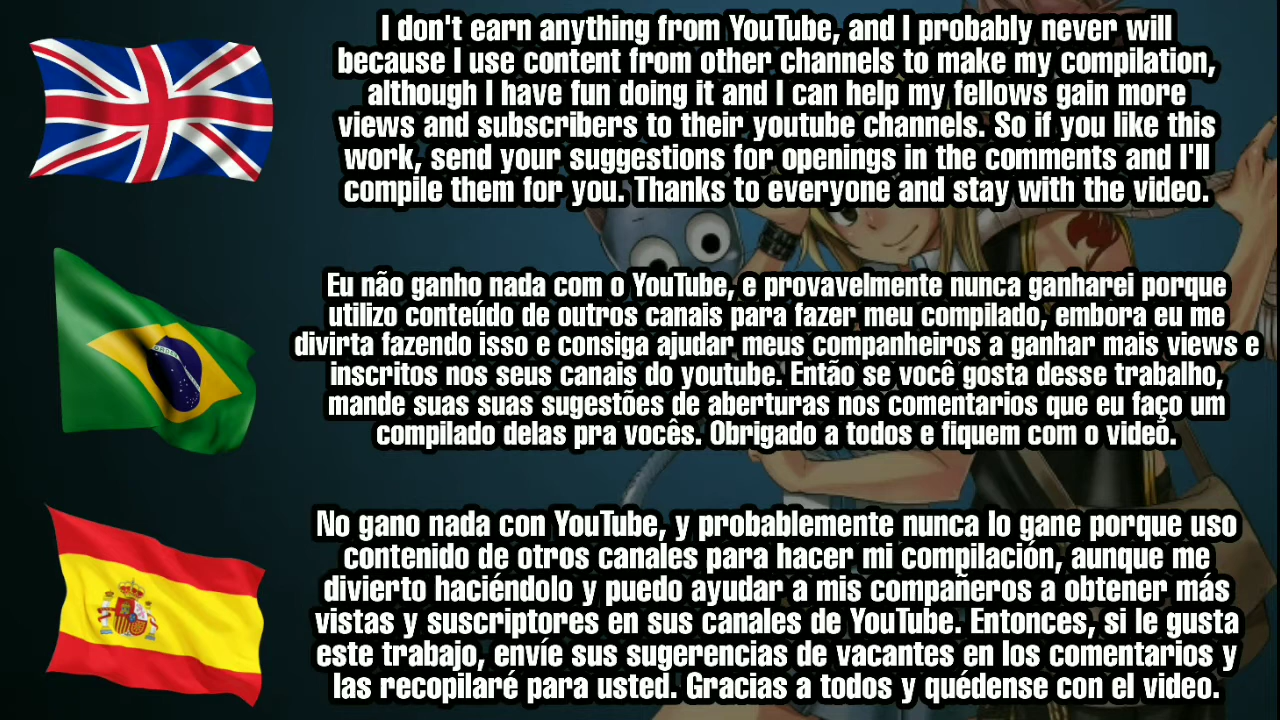 I don't earn anything from YouTube, and I probably never will
because I use content from other channels to make my compilation,
although I have fun doing it and I can help my fellows gain more
views and subscribers to their youtube channels. So if you like this
work, send your suggestions for openings in the comments and I'll
compile them for you. Thanks to everyone and stay with the video.
Eu não ganho nada com o YouTube, e provavelmente nunca ganharei porque
utilizo conteúdo de outros canais para fazer meu compilado, embora eu me
divirta fazendo isso e consiga ajudar meus companheiros a ganhar mais views e
inscritos nos seus canais do youtube. Então se você gosta desse trabalho,
mande suas suas sugestões de aberturas nos comentarios que eu faço um
compilado delas pra vocês. Obrigado a todos e fiquem com o video.
No gano nada con YouTube, y probablemente nunca lo gane porque uso
contenido de otros canales para hacer mi compilación, aunque me
divierto haciéndolo y puedo ayudar a mis compañeros a obtener más
vistas y suscriptores en sus canales de YouTube. Entonces, si le gusta
este trabajo, envíe sus sugerencias de vacantes en los comentarios y
las recopilaré para usted. Gracias a todos y quédense con el video.